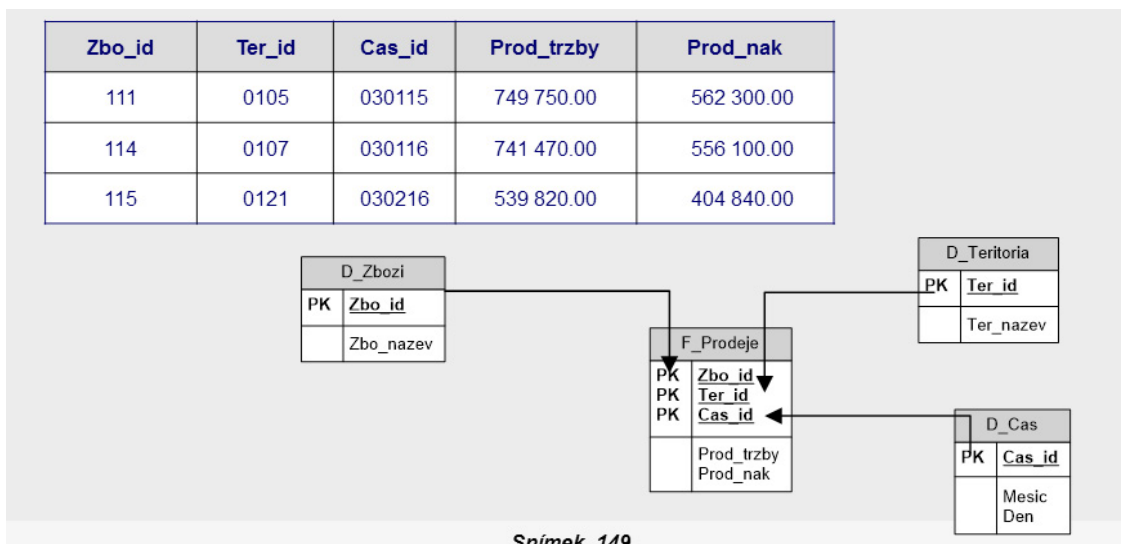 Zbo_id Ter_id Cas_id Prod_trzby Prod_nak
111 0105 030115 749 750.00 562 300.00
114 0107 030116 741 470.00 556 100.00
115 0121 030216 539 820.00 404 840.00
D_Zbozi
PK Zbo_id
Zbo_nazev
D_Teritoria
PK Ter_id
Ter_nazev
F_Prodeje
PK Zbo_id
PK Ter_id
PK Cas_id
Prod_trzby
Prod_nak
D_Cas
PK Cas_id
Mesic
Den
Snímek 149